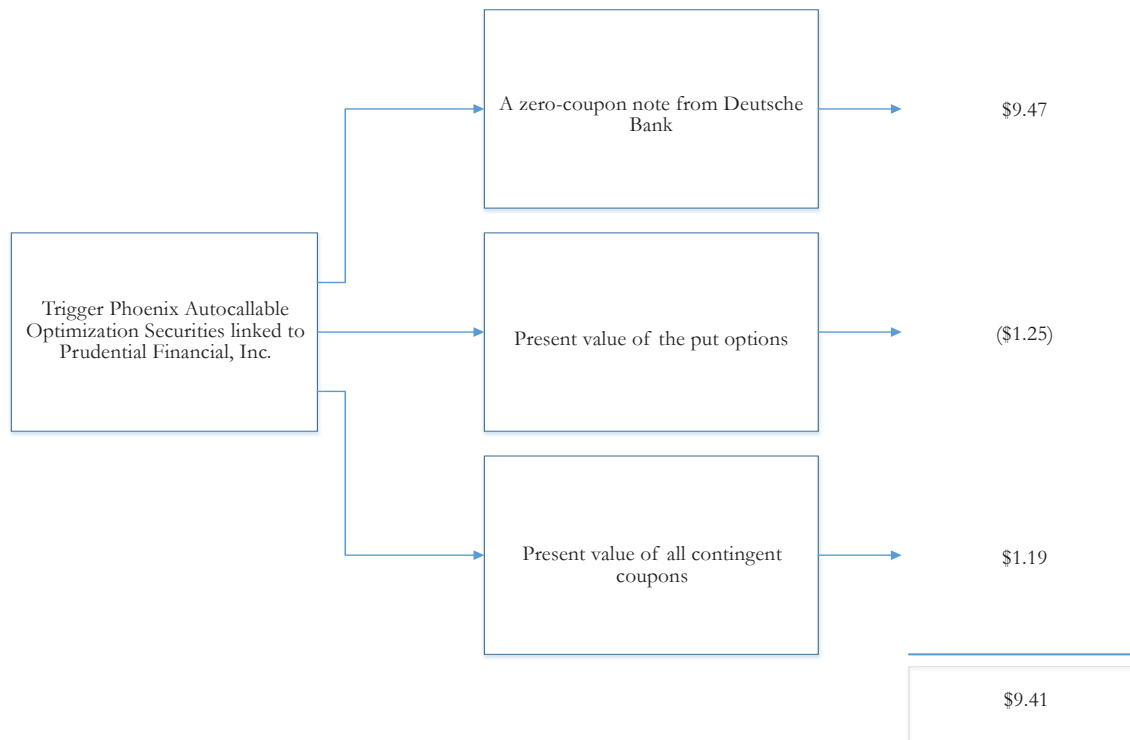 A zero-coupon note from Deutsche
Bank
$9.47
Trigger Phoenix Autocallable
Optimization Securities linked to
Prudential Financial, Inc.
Present value of the put options
($1.25)
Present value of all contingent
coupons
$1.19
$9.41